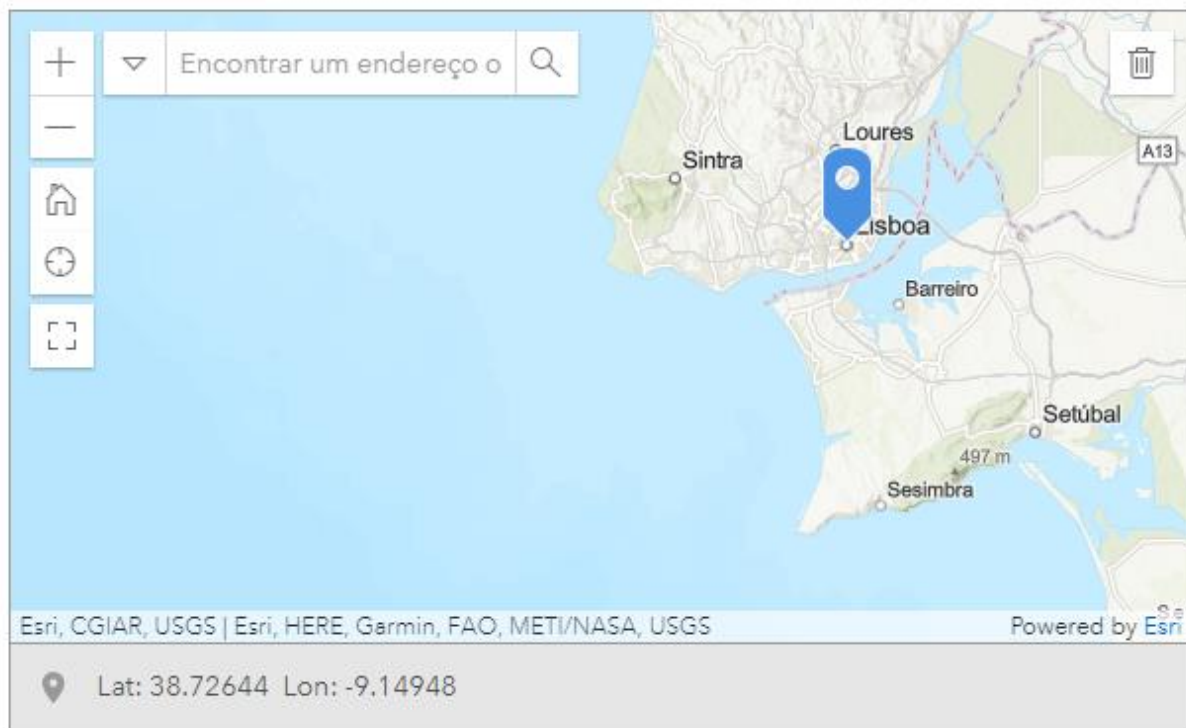 Encontrar um endereço o
Loures
A13
Sintra
Lisboa
Barreiro
Setúbal
497 m
Sesimbra
Se
Esri, CGIAR, USGS | Esri, HERE, Garmin, FAO, METI/NASA, USGS
Powered by Esri
Lat: 38.72644 Lon: -9.14948